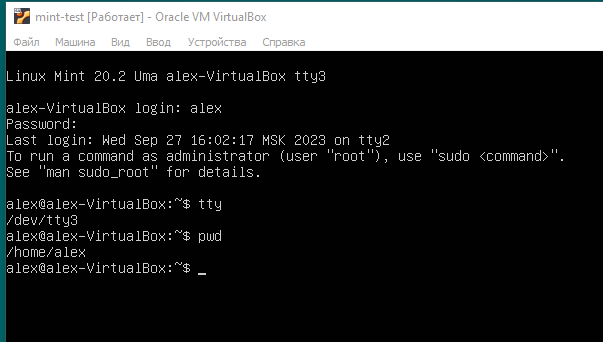 mint-test [Работает] - Oracle VM VirtualBox
Файл Машина Вид Ввод Устройства Справка
Linux Mint 20.2 Uma alex-VirtualBox tty3
alex-VirtualBox login: alex
Password:
Last login: Wed Sep 27 16:02:17 MSK 2023 on tty2
To run a command as administrator (user "root"), use "sudo <command>".
See "man sudo_root" for details.
alex@alex-VirtualBox:~$ tty
/dev/tty3
alex@alex-VirtualBox:~$ pwd
/home/alex
alex@alex-VirtualBox:~$ _